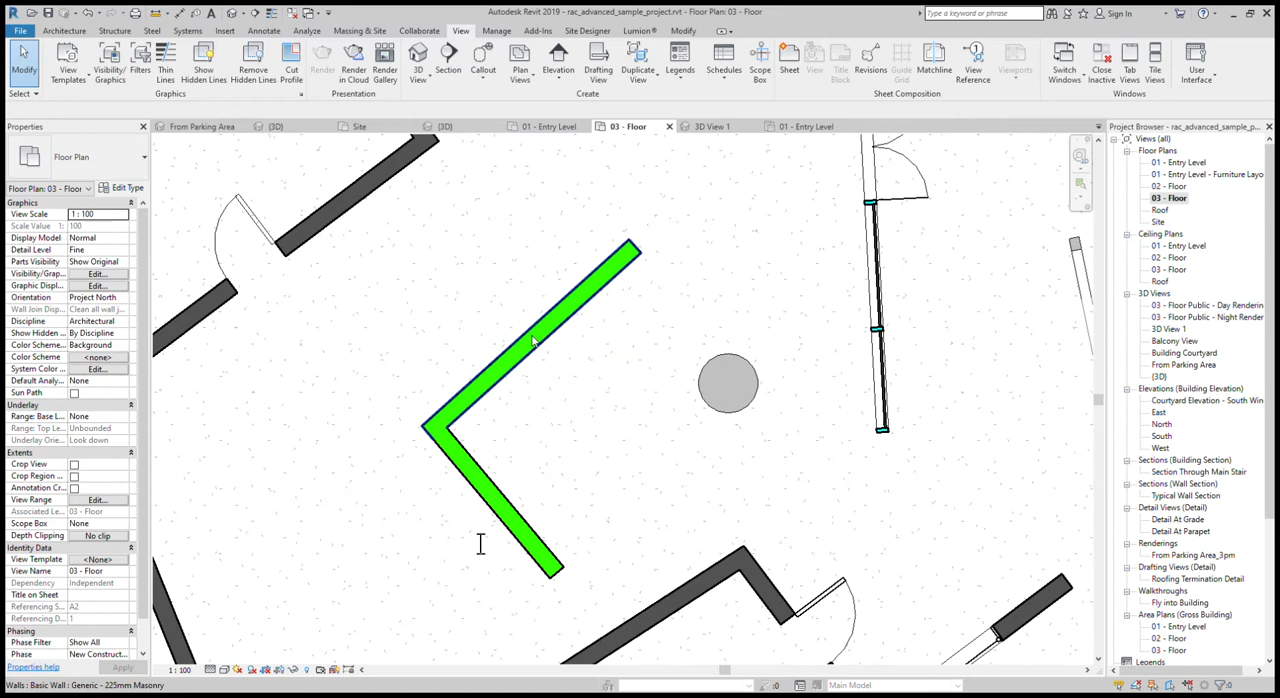 Autodesk Revit 2019 - rac_advanced_sample_project.rvt - Floor Plan: 03 - Floor
Type a keyword or phrase
Sign In
File Architecture Structure Steel Systems Insert Annotate Analyze Massing & Site Collaborate View Manage Add-Ins Site Designer Lumion® Modify
Modify
View Templates
Visibility/ Graphics
Filters
Thin Lines
Show Hidden Lines
Remove Hidden Lines
Cut Profile
Render
Render in Cloud
Render Gallery
3D View
Section
Callout
Plan Views
Elevation
Drafting View
Duplicate View
Legends
Schedules
Scope Box
Sheet
View
Title Block
Revisions
Guide Grid
Matchline
View Reference
Viewports
Switch Windows
Close Inactive
Tab Views
Tile Views
User Interface
Select Graphics Presentation Create Sheet Composition Windows
Properties
From Parking Area {3D} Site {3D} 01 - Entry Level 03 - Floor 3D View 1 01 - Entry Level
Floor Plan
Floor Plan: 03 - Floor Edit Type
Graphics
View Scale 1 : 100
Scale Value 1: 100
Display Model Normal
Detail Level Fine
Parts Visibility Show Original
Visibility/Grap... Edit...
Graphic Displ... Edit...
Orientation Project North
Wall Join Disp... Clean all wall j...
Discipline Architectural
Show Hidden ... By Discipline
Color Scheme... Background
Color Scheme <none>
System Color ... Edit...
Default Analy... None
Sun Path
Underlay
Range: Base L... None
Range: Top Le... Unbounded
Underlay Orie... Look down
Extents
Crop View
Crop Region ...
Annotation Cr...
View Range Edit...
Associated Le... 03 - Floor
Scope Box None
Depth Clipping No clip
Identity Data
View Template <None>
View Name 03 - Floor
Dependency Independent
Title on Sheet
Referencing S... A2
Referencing D... 1
Phasing
Phase Filter Show All
Phase New Construct...
Properties help Apply
1 : 100
Walls : Basic Wall : Generic - 225mm Masonry
:0
Main Model
:0
Project Browser - rac_advanced_sample_p...
Views (all)
Floor Plans
01 - Entry Level
01 - Entry Level - Furniture Layo
02 - Floor
03 - Floor
Roof
Site
Ceiling Plans
01 - Entry Level
02 - Floor
03 - Floor
Roof
3D Views
03 - Floor Public - Day Renderin
03 - Floor Public - Night Render
3D View 1
Balcony View
Building Courtyard
From Parking Area
{3D}
Elevations (Building Elevation)
Courtyard Elevation - South Win
East
North
South
West
Sections (Building Section)
Section Through Main Stair
Sections (Wall Section)
Typical Wall Section
Detail Views (Detail)
Detail At Grade
Detail At Parapet
Renderings
From Parking Area_3pm
Drafting Views (Detail)
Roofing Termination Detail
Walkthroughs
Fly into Building
Area Plans (Gross Building)
01 - Entry Level
02 - Floor
03 - Floor
Legends